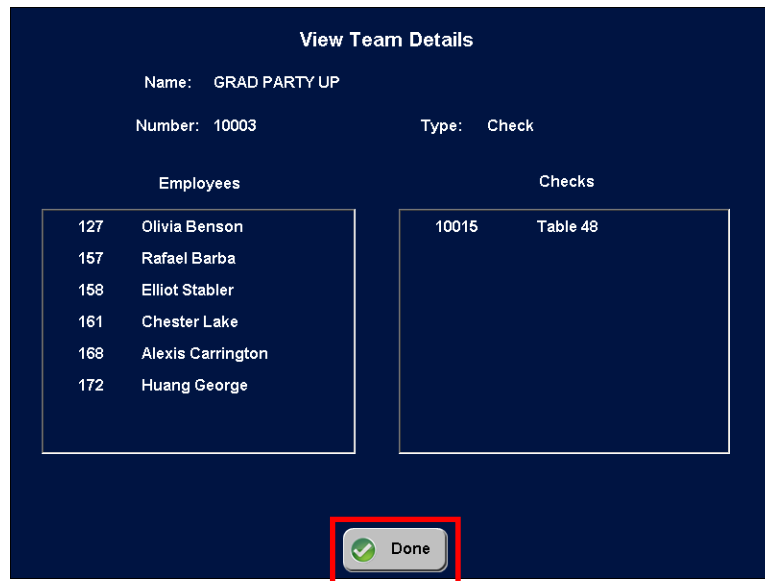 View Team Details
Name: GRAD PARTY UP
Number: 10003 Type: Check
Employees Checks
127 Olivia Benson 10015 Table 48
157 Rafael Barba
158 Elliot Stabler
161 Chester Lake
168 Alexis Carrington
172 Huang George
Done